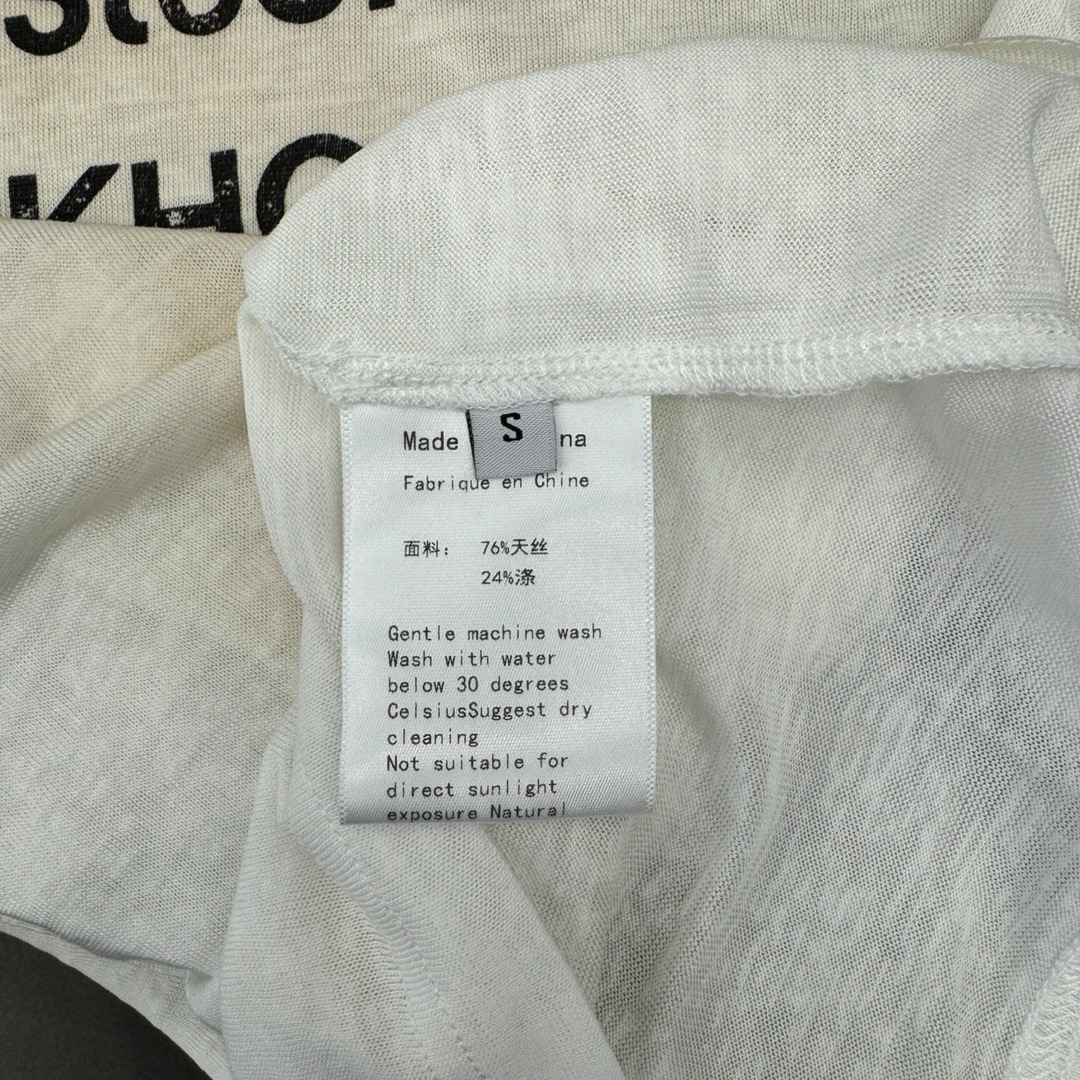 KHO
S
Made na
Fabrique en Chine
面料: 76%天丝
24%涤
Gentle machine wash
Wash with water
below 30 degrees
CelsiusSuggest dry
cleaning
Not suitable for
direct sunlight
exposure Natural